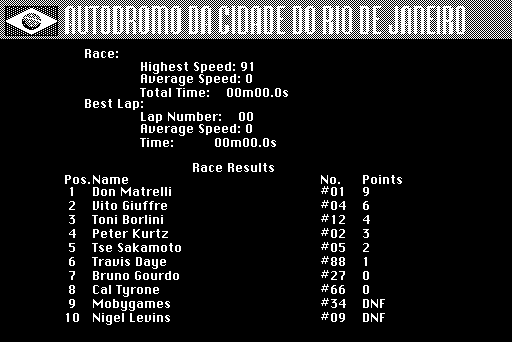 AUTODROMO DA CIDADE DO RIO DE JANEIRO
Race:
Highest Speed: 91
Average Speed: 0
Total Time: 00m00.0s
Best Lap:
Lap Number: 00
Average Speed: 0
Time: 00m00.0s
Race Results
Pos. Name No. Points
1 Don Matrelli #01 9
2 Vito Giuffre #04 6
3 Toni Borlini #12 4
4 Peter Kurtz #02 3
5 Tse Sakamoto #05 2
6 Travis Daye #88 1
7 Bruno Gourdo #27 0
8 Cal Tyrone #66 0
9 Mobygames #34 DNF
10 Nigel Levins #09 DNF